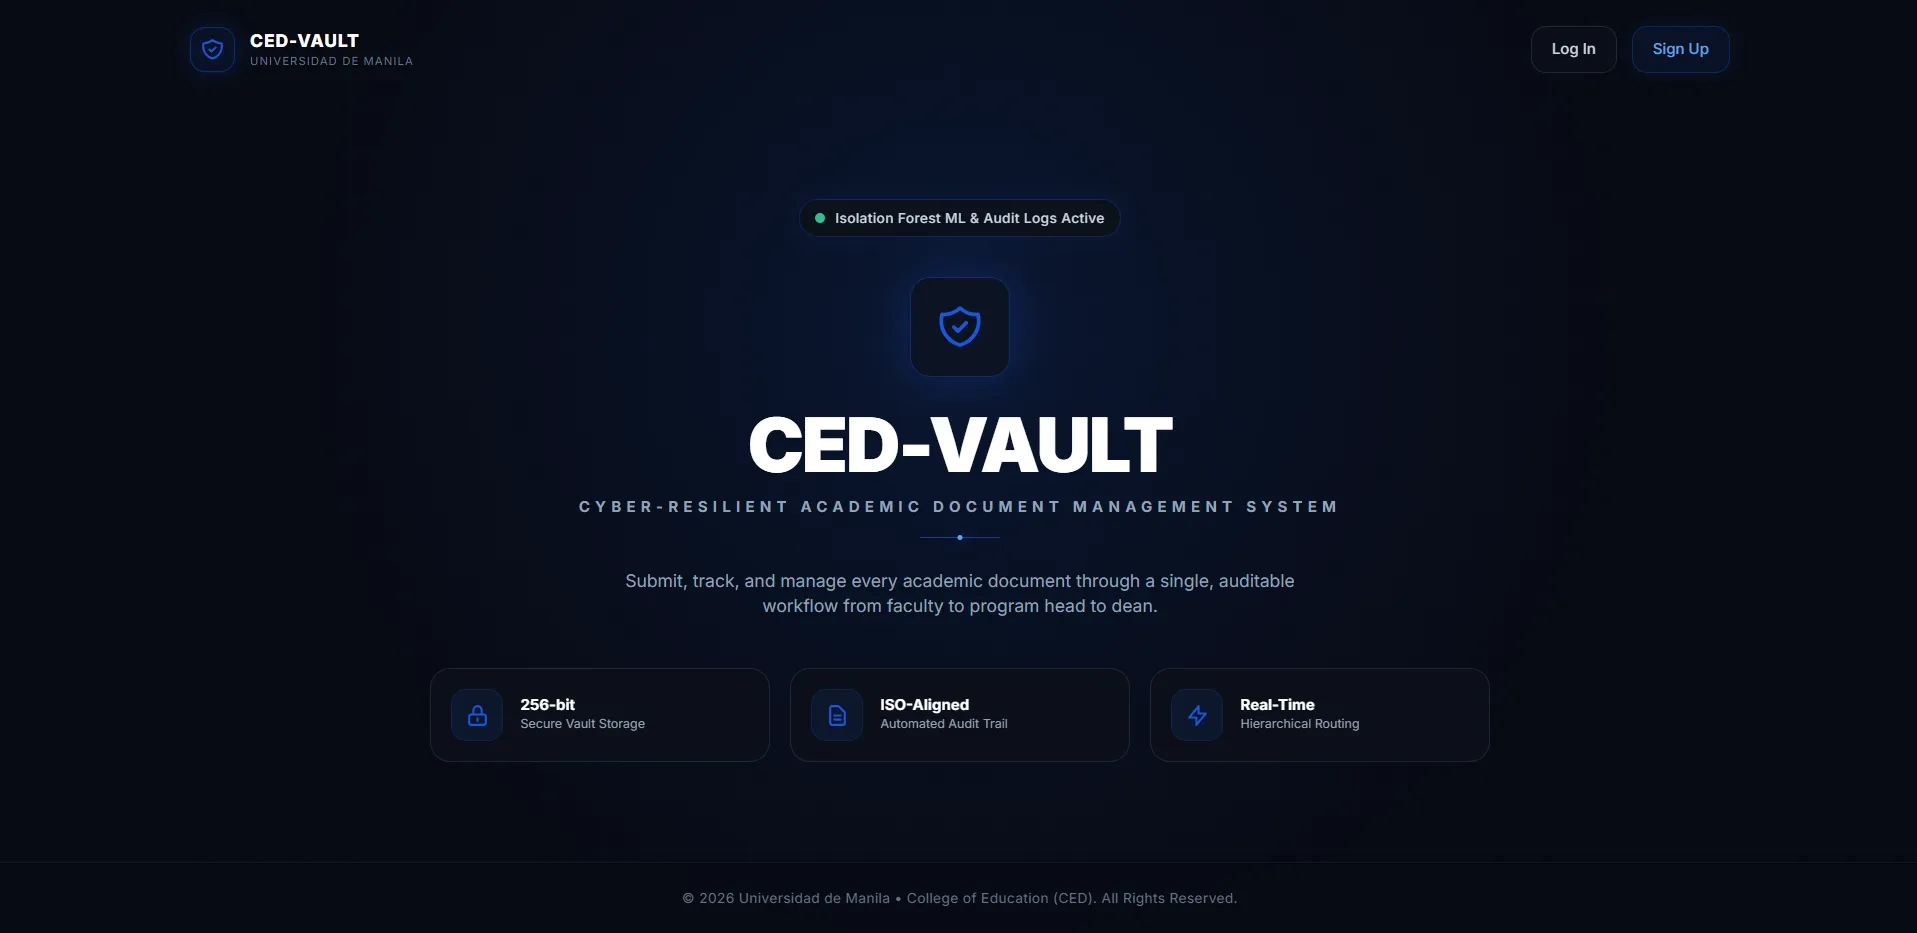 CED-VAULT
UNIVERSIDAD DE MANILA
Log In
Sign Up
Isolation Forest ML & Audit Logs Active
CED-VAULT
CYBER-RESILIENT ACADEMIC DOCUMENT MANAGEMENT SYSTEM
Submit, track, and manage every academic document through a single, auditable
workflow from faculty to program head to dean.
256-bit
Secure Vault Storage
ISO-Aligned
Automated Audit Trail
Real-Time
Hierarchical Routing
© 2026 Universidad de Manila • College of Education (CED). All Rights Reserved.